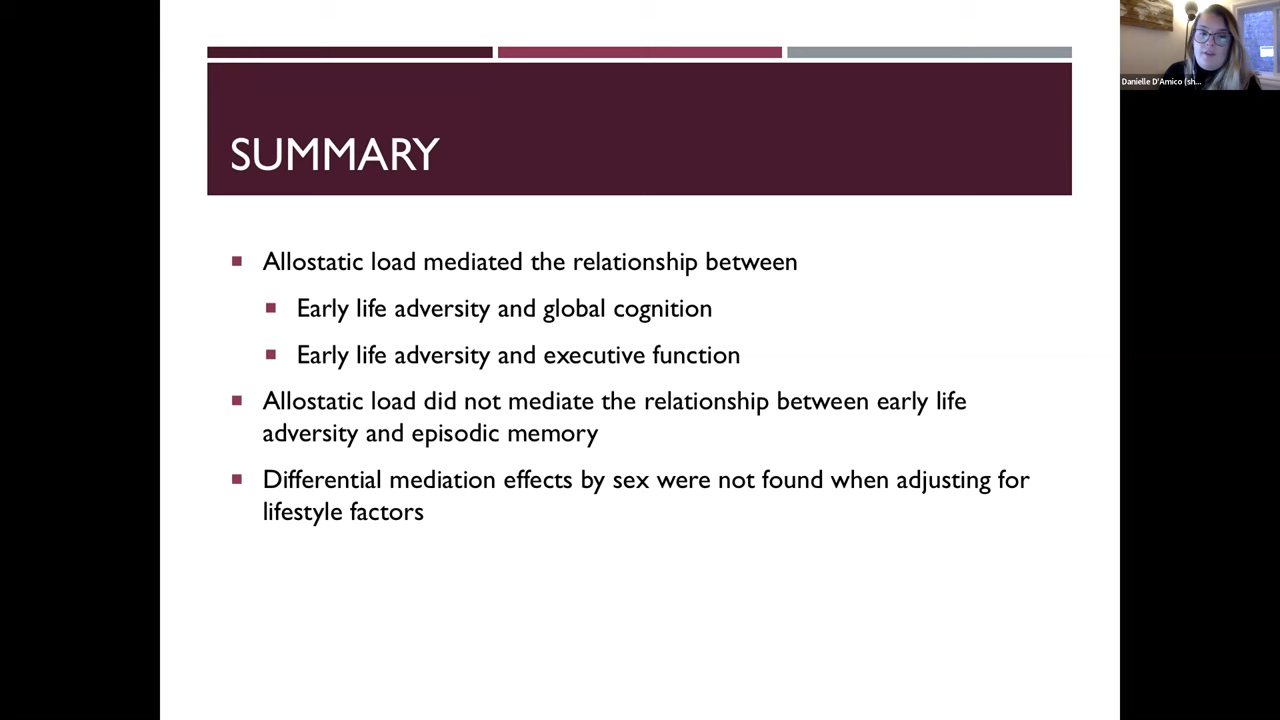 Danielle D'Amico (sh...
SUMMARY
Allostatic load mediated the relationship between
Early life adversity and global cognition
Early life adversity and executive function
Allostatic load did not mediate the relationship between early life
adversity and episodic memory
Differential mediation effects by sex were not found when adjusting for
lifestyle factors